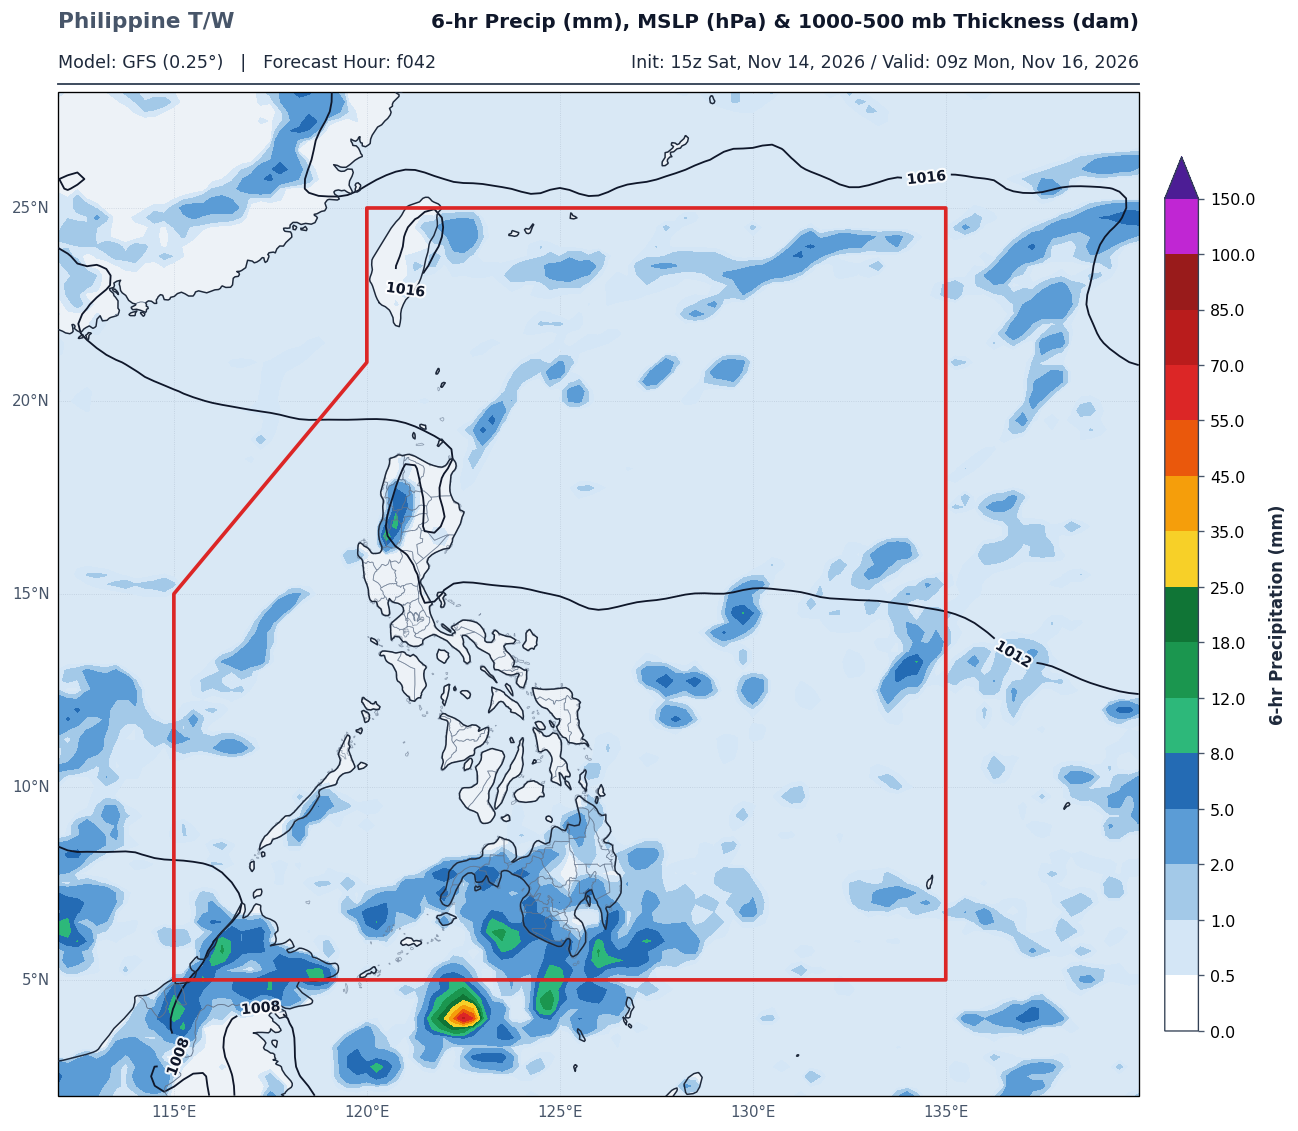 Philippine T/W
6-hr Precip (mm), MSLP (hPa) & 1000-500 mb Thickness (dam)
Model: GFS (0.25°) | Forecast Hour: f042
Init: 15z Sat, Nov 14, 2026 / Valid: 09z Mon, Nov 16, 2026
1016
1016
1012
1008
1008
25°N
20°N
15°N
10°N
5°N
115°E
120°E
125°E
130°E
135°E
150.0
100.0
85.0
70.0
55.0
45.0
35.0
25.0
18.0
12.0
8.0
5.0
2.0
1.0
0.5
0.0
6-hr Precipitation (mm)